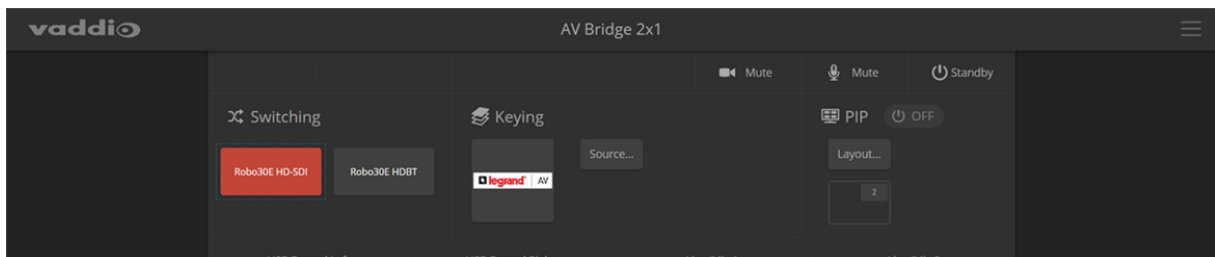 vaddio
AV Bridge 2x1
Mute
Mute
Standby
Switching
Keying
PIP
OFF
Robo30E HD-SDI
Robo30E HDBT
legrand AV
Source...
Layout...
2